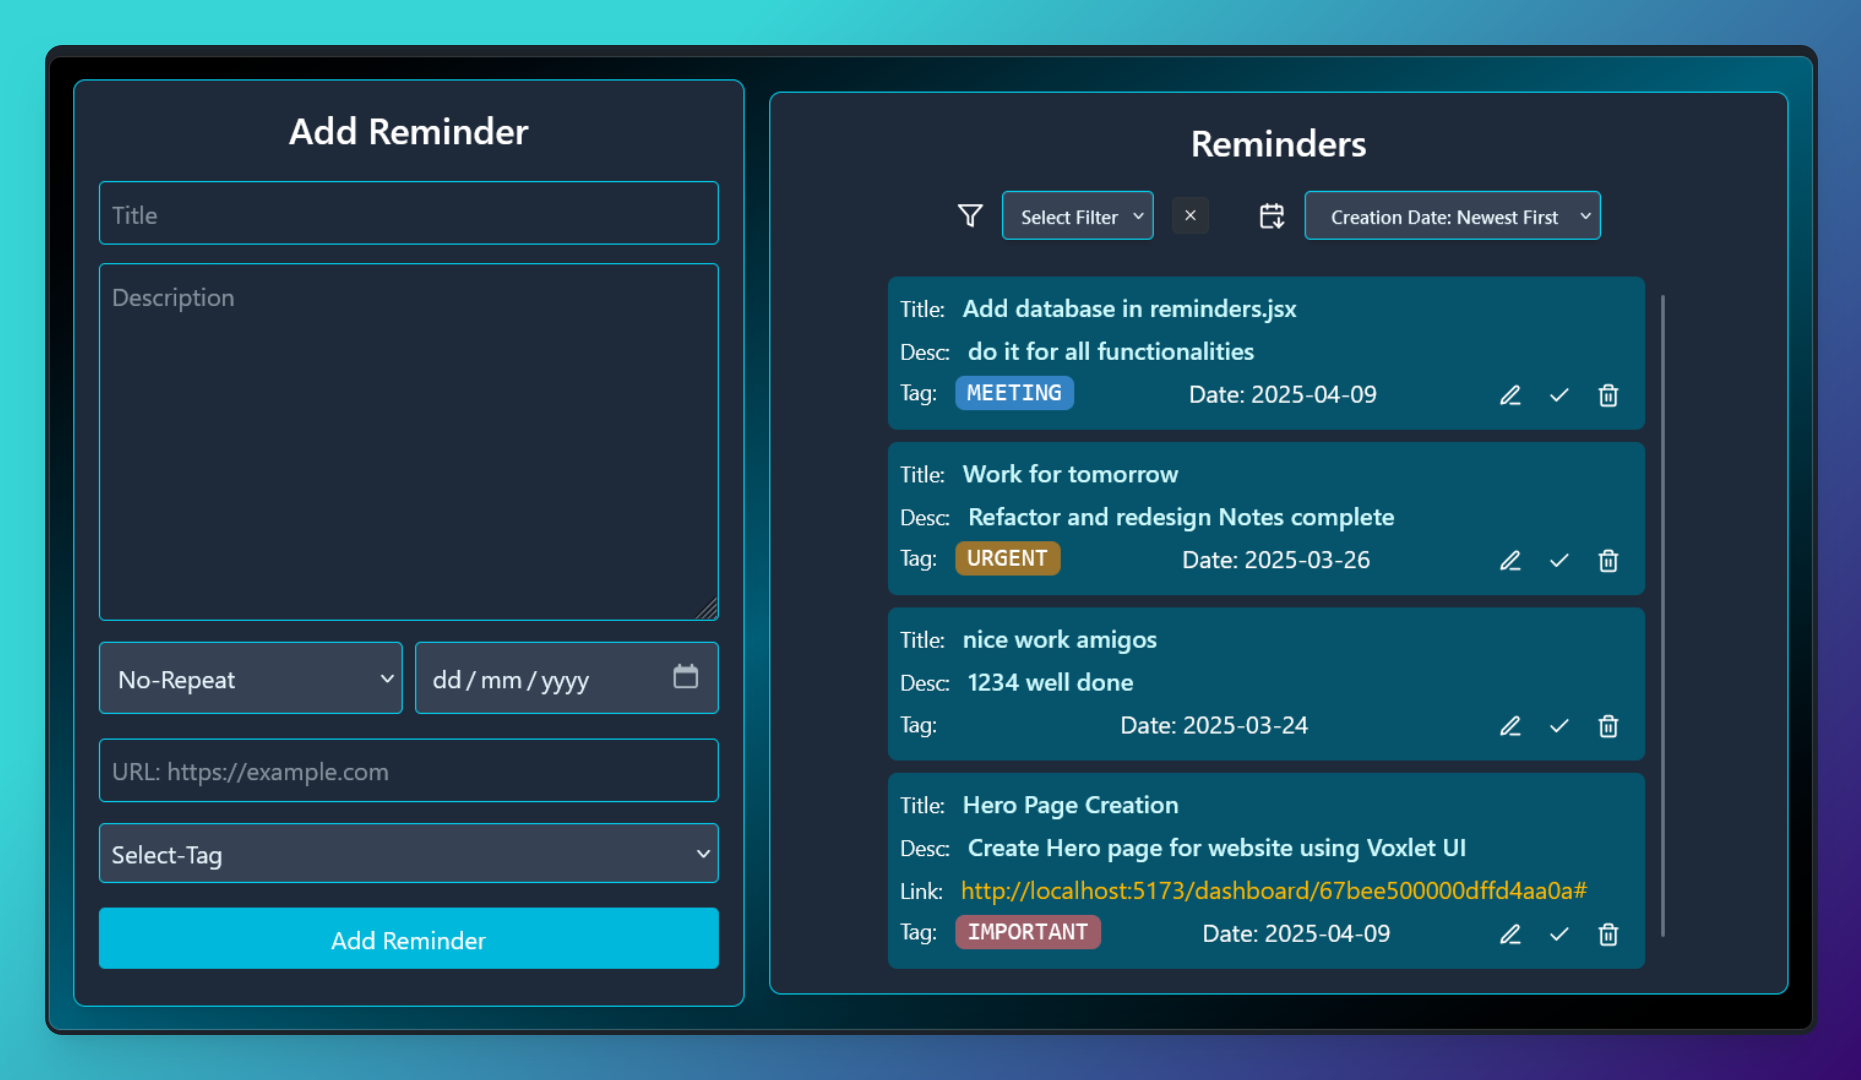 Add Reminder
Title
Description
No-Repeat
dd/mm/yyyy
URL: https://example.com
Select-Tag
Add Reminder
Reminders
Select Filter
Creation Date: Newest First
Title: Add database in reminders.jsx
Desc: do it for all functionalities
Tag: MEETING Date: 2025-04-09
Title: Work for tomorrow
Desc: Refactor and redesign Notes complete
Tag: URGENT Date: 2025-03-26
Title: nice work amigos
Desc: 1234 well done
Tag: Date: 2025-03-24
Title: Hero Page Creation
Desc: Create Hero page for website using Voxlet UI
Link: http://localhost:5173/dashboard/67bee500000dffd4aa0a#
Tag: IMPORTANT Date: 2025-04-09